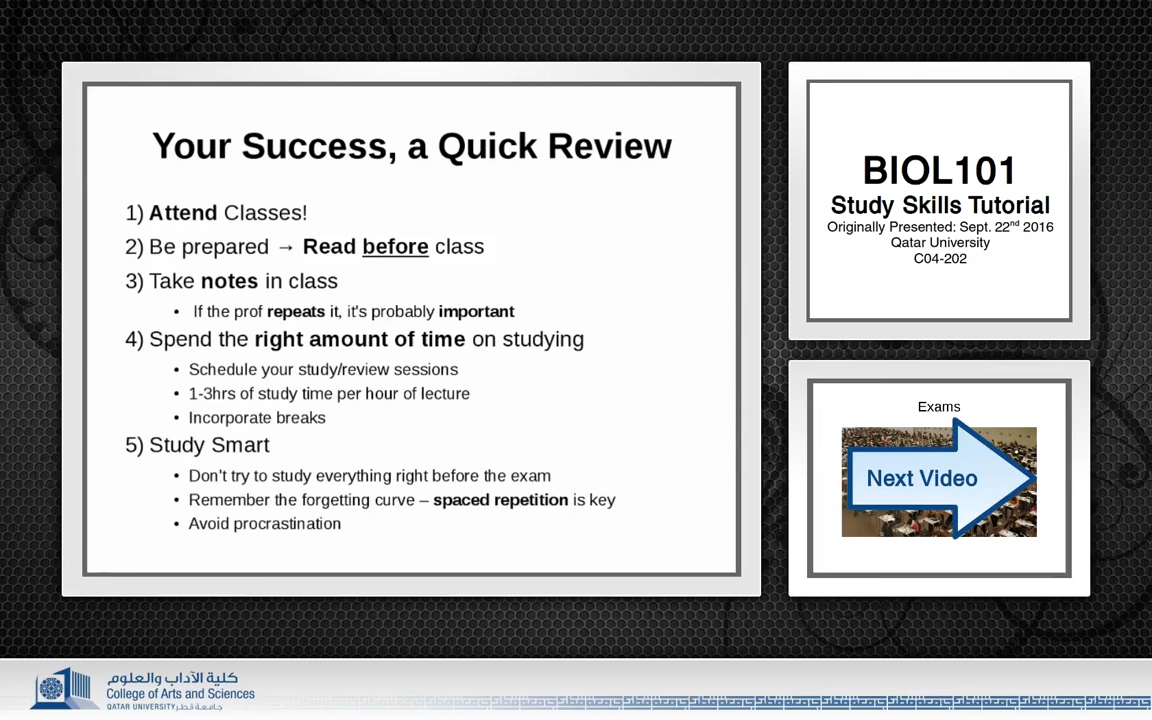 Your Success, a Quick Review
1) Attend Classes!
2) Be prepared → Read before class
3) Take notes in class
• If the prof repeats it, it's probably important
4) Spend the right amount of time on studying
• Schedule your study/review sessions
• 1-3hrs of study time per hour of lecture
• Incorporate breaks
5) Study Smart
• Don't try to study everything right before the exam
• Remember the forgetting curve – spaced repetition is key
• Avoid procrastination
BIOL101
Study Skills Tutorial
Originally Presented: Sept. 22nd 2016
Qatar University
C04-202
Exams
Next Video
كلية الآداب والعلوم
College of Arts and Sciences
QATAR UNIVERSITY جامعة قطر